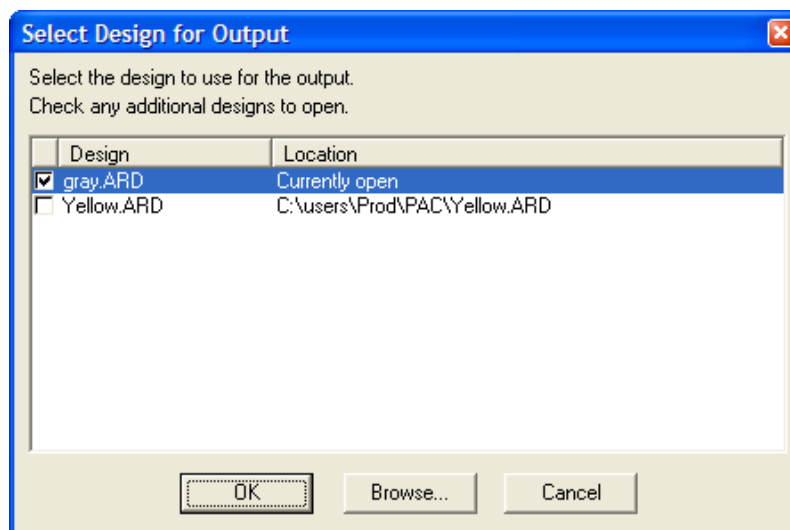 Select Design for Output
Select the design to use for the output.
Check any additional designs to open.
Design Location
gray.ARD Currently open
Yellow.ARD C:\users\Prod\PAC\Yellow.ARD
OK Browse... Cancel